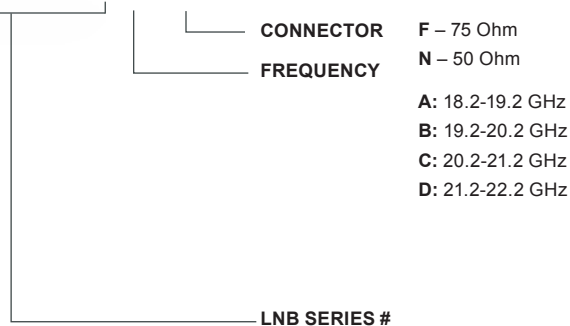 CONNECTOR F – 75 Ohm
N – 50 Ohm
FREQUENCY
A: 18.2-19.2 GHz
B: 19.2-20.2 GHz
C: 20.2-21.2 GHz
D: 21.2-22.2 GHz
LNB SERIES #